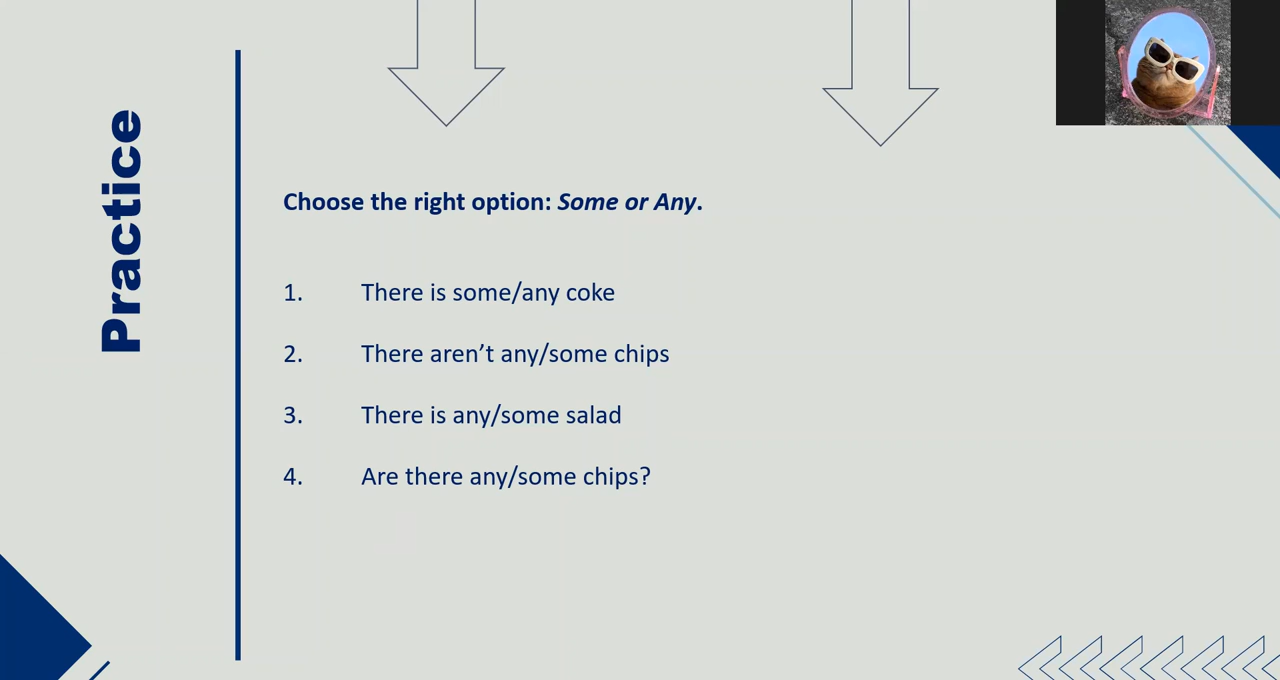 Practice
Choose the right option: Some or Any.
1. There is some/any coke
2. There aren’t any/some chips
3. There is any/some salad
4. Are there any/some chips?